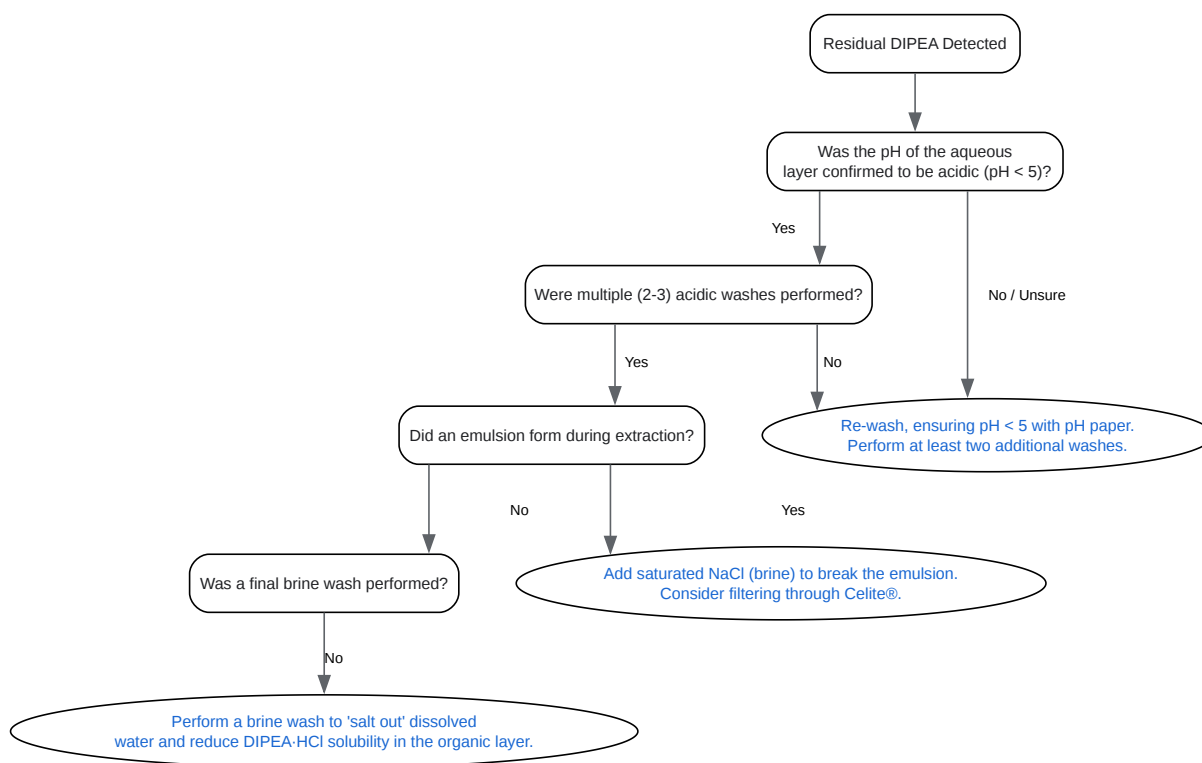 Residual DIPEA Detected
Was the pH of the aqueous
layer confirmed to be acidic (pH < 5)?
Yes
Were multiple (2-3) acidic washes performed?
No / Unsure
Yes
No
Did an emulsion form during extraction?
Re-wash, ensuring pH < 5 with pH paper.
Perform at least two additional washes.
No
Yes
Was a final brine wash performed?
Add saturated NaCl (brine) to break the emulsion.
Consider filtering through Celite®.
No
Perform a brine wash to 'salt out' dissolved
water and reduce DIPEA·HCl solubility in the organic layer.